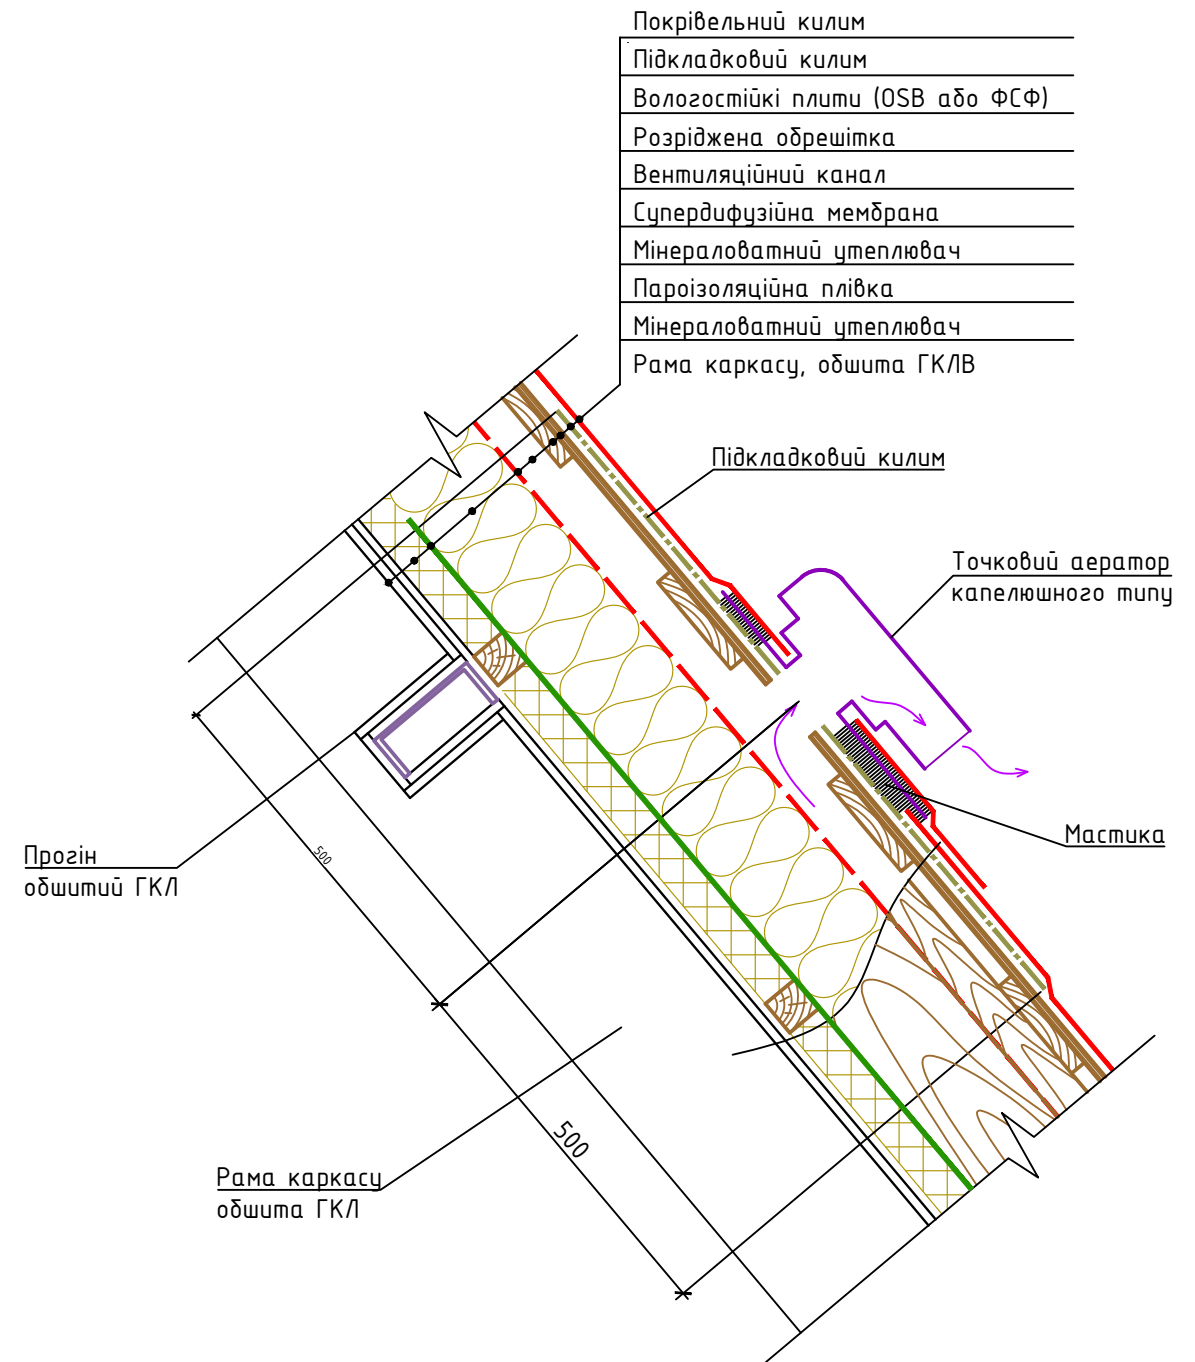 Покрівельний килим
Підкладковий килим
Вологостійкі плити (OSB або ФСФ)
Розріджена обрешітка
Вентиляційний канал
Супердифузійна мембрана
Мінераловатний утеплювач
Пароізоляційна плівка
Мінераловатний утеплювач
Рама каркасу, обшита ГКЛВ
Підкладковий килим
Точковий аератор
капелюшного типу
Мастика
Прогін
обшитий ГКЛ
500
500
Рама каркасу
обшита ГКЛ